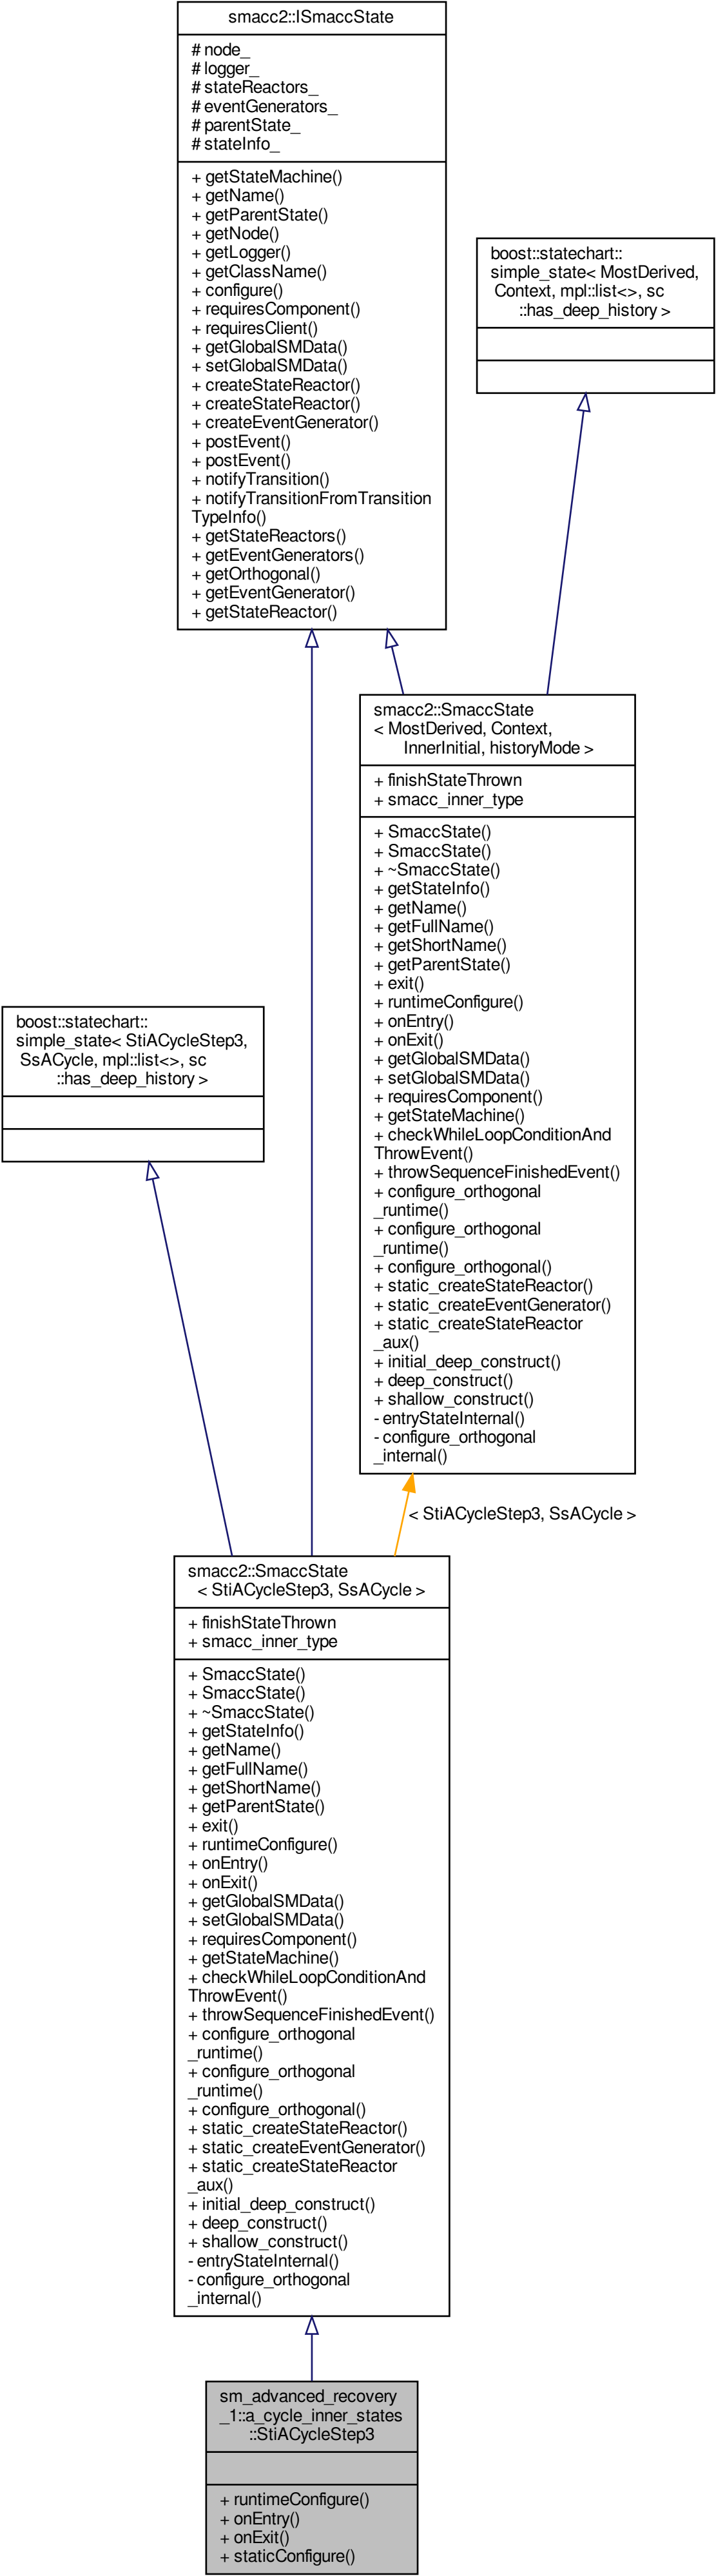 smacc2::ISmaccState
# node_
# logger_
# stateReactors_
# eventGenerators_
# parentState_
# stateInfo_
+ getStateMachine()
+ getName()
+ getParentState()
+ getNode()
+ getLogger()
+ getClassName()
+ configure()
+ requiresComponent()
+ requiresClient()
+ getGlobalSMData()
+ setGlobalSMData()
+ createStateReactor()
+ createStateReactor()
+ createEventGenerator()
+ postEvent()
+ postEvent()
+ notifyTransition()
+ notifyTransitionFromTransition
TypeInfo()
+ getStateReactors()
+ getEventGenerators()
+ getOrthogonal()
+ getEventGenerator()
+ getStateReactor()
boost::statechart::
simple_state< MostDerived,
Context, mpl::list<>, sc
::has_deep_history >
smacc2::SmaccState
< MostDerived, Context,
InnerInitial, historyMode >
+ finishStateThrown
+ smacc_inner_type
+ SmaccState()
+ SmaccState()
+ ~SmaccState()
+ getStateInfo()
+ getName()
+ getFullName()
+ getShortName()
+ getParentState()
+ exit()
+ runtimeConfigure()
+ onEntry()
+ onExit()
+ getGlobalSMData()
+ setGlobalSMData()
+ requiresComponent()
+ getStateMachine()
+ checkWhileLoopConditionAnd
ThrowEvent()
+ throwSequenceFinishedEvent()
+ configure_orthogonal
_runtime()
+ configure_orthogonal
_runtime()
+ configure_orthogonal()
+ static_createStateReactor()
+ static_createEventGenerator()
+ static_createStateReactor
_aux()
+ initial_deep_construct()
+ deep_construct()
+ shallow_construct()
- entryStateInternal()
- configure_orthogonal
_internal()
boost::statechart::
simple_state< StiACycleStep3,
SsACycle, mpl::list<>, sc
::has_deep_history >
< StiACycleStep3, SsACycle >
smacc2::SmaccState
< StiACycleStep3, SsACycle >
+ finishStateThrown
+ smacc_inner_type
+ SmaccState()
+ SmaccState()
+ ~SmaccState()
+ getStateInfo()
+ getName()
+ getFullName()
+ getShortName()
+ getParentState()
+ exit()
+ runtimeConfigure()
+ onEntry()
+ onExit()
+ getGlobalSMData()
+ setGlobalSMData()
+ requiresComponent()
+ getStateMachine()
+ checkWhileLoopConditionAnd
ThrowEvent()
+ throwSequenceFinishedEvent()
+ configure_orthogonal
_runtime()
+ configure_orthogonal
_runtime()
+ configure_orthogonal()
+ static_createStateReactor()
+ static_createEventGenerator()
+ static_createStateReactor
_aux()
+ initial_deep_construct()
+ deep_construct()
+ shallow_construct()
- entryStateInternal()
- configure_orthogonal
_internal()
sm_advanced_recovery
_1::a_cycle_inner_states
::StiACycleStep3
+ runtimeConfigure()
+ onEntry()
+ onExit()
+ staticConfigure()